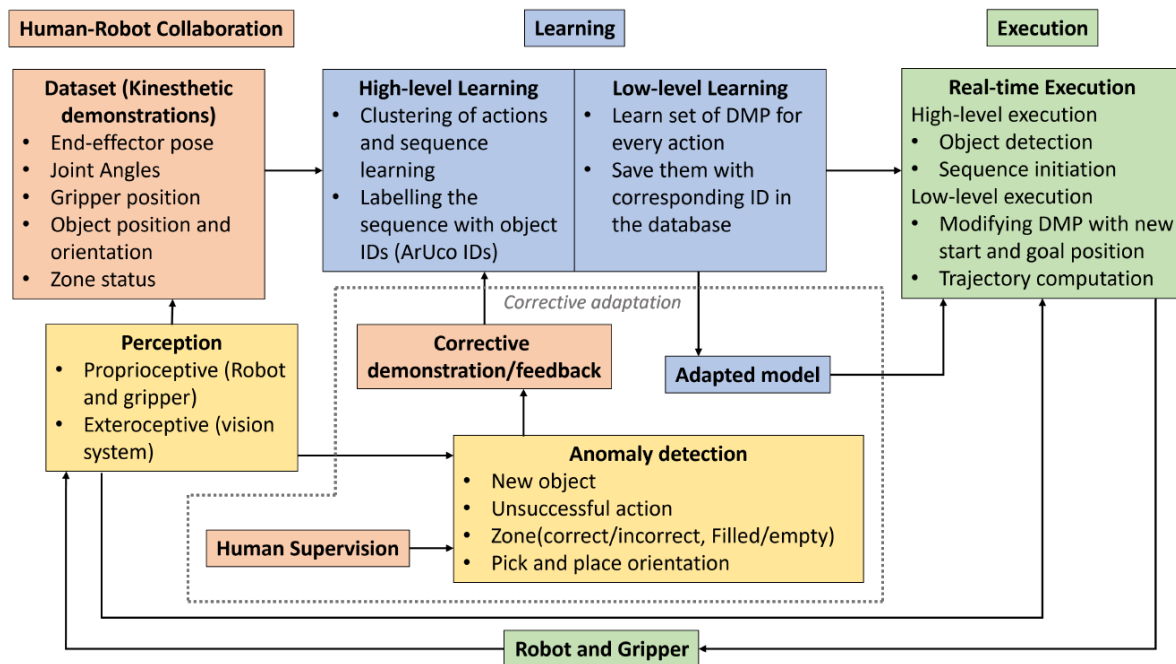 Human-Robot Collaboration
Learning
Execution
Dataset (Kinesthetic
demonstrations)
• End-effector pose
• Joint Angles
• Gripper position
• Object position and
orientation
• Zone status
High-level Learning
• Clustering of actions
and sequence
learning
• Labelling the
sequence with object
IDs (ArUco IDs)
Low-level Learning
• Learn set of DMP for
every action
• Save them with
corresponding ID in
the database
Real-time Execution
High-level execution
• Object detection
• Sequence initiation
Low-level execution
• Modifying DMP with new
start and goal position
• Trajectory computation
Corrective adaptation
Perception
• Proprioceptive (Robot
and gripper)
• Exteroceptive (vision
system)
Corrective
demonstration/feedback
Adapted model
Anomaly detection
• New object
• Unsuccessful action
• Zone(correct/incorrect, Filled/empty)
• Pick and place orientation
Human Supervision
Robot and Gripper